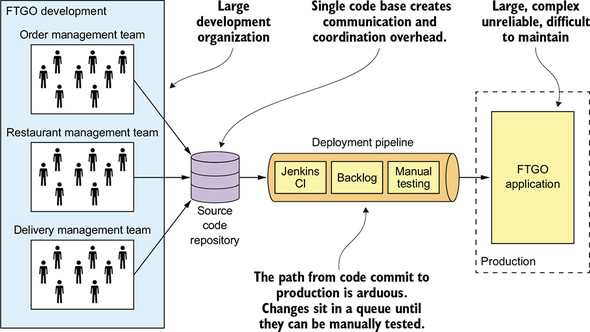 FTGO development
Order management team
Restaurant management team
Delivery management team
Large
development
organization
Single code base creates
communication and
coordination overhead.
Large, complex
unreliable, difficult
to maintain
Source
code
repository
Deployment pipeline
Jenkins
CI
Backlog
Manual
testing
FTGO
application
Production
The path from code commit to
production is arduous.
Changes sit in a queue until
they can be manually tested.